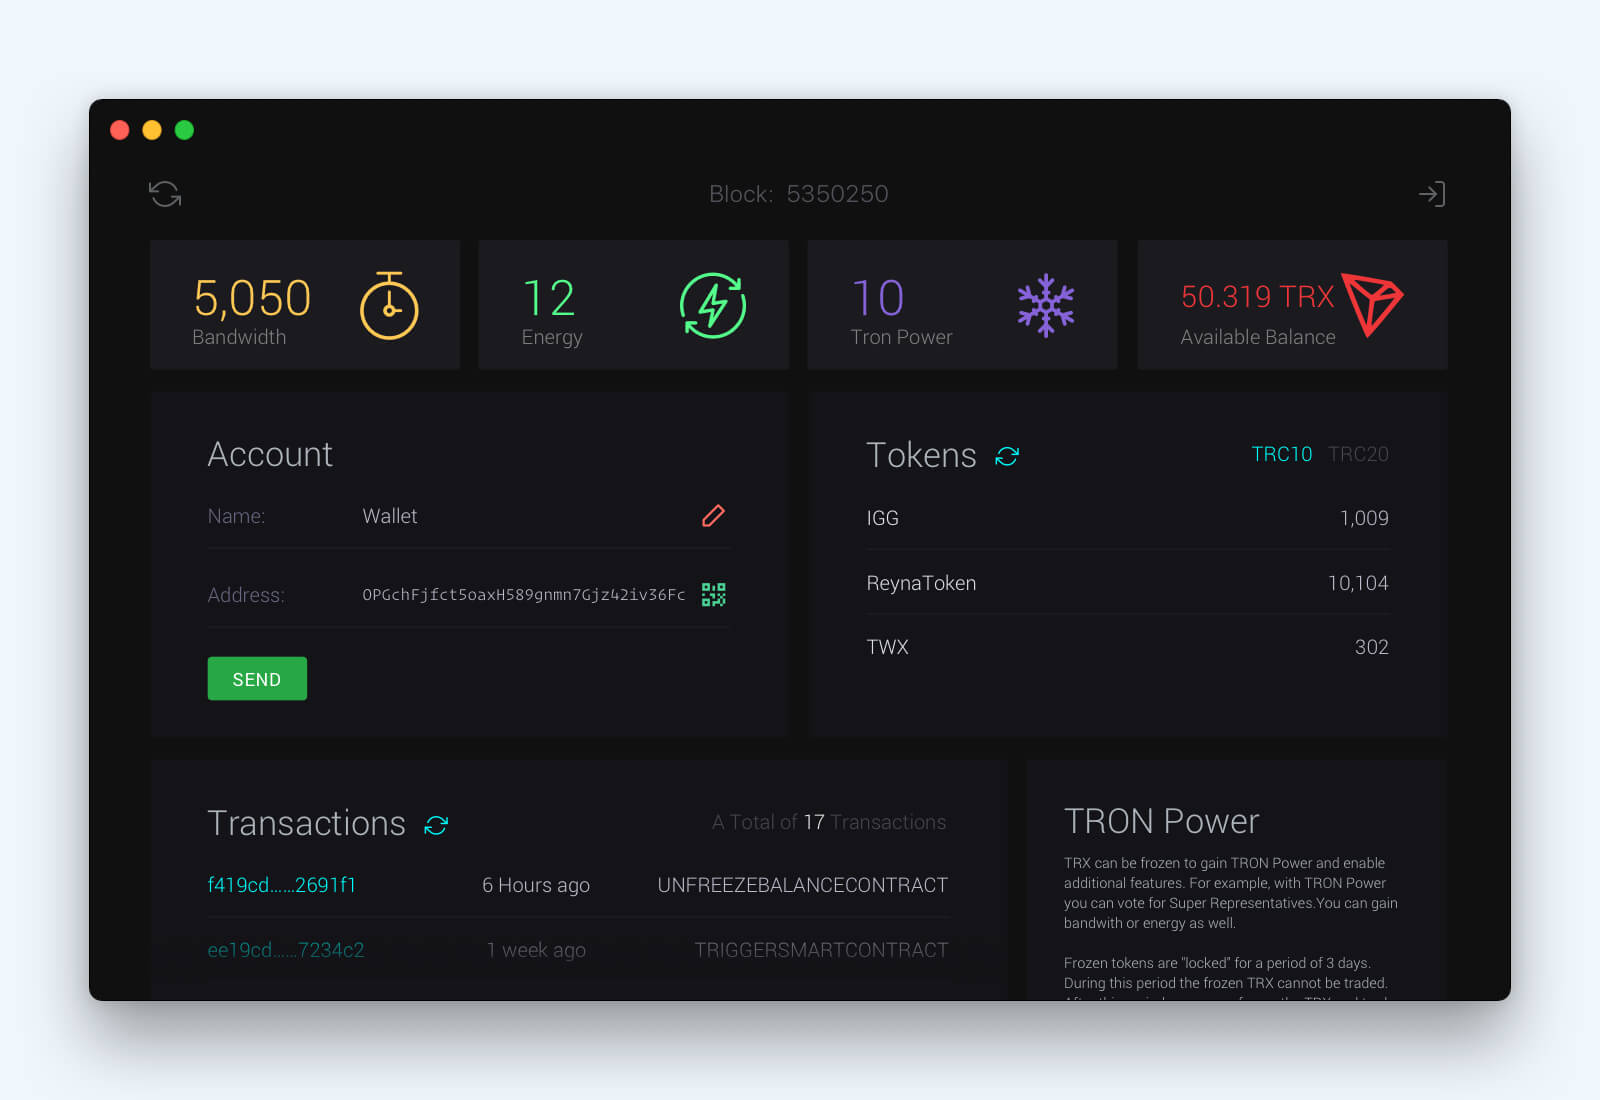 Block: 5350250
5,050
Bandwidth
12
Energy
10
Tron Power
50.319 TRX
Available Balance
Account
Name: Wallet
Address: OPGchFjfct5oaxH589gnmn7Gjz42iv36Fc
SEND
Tokens TRC10 TRC20
IGG 1,009
ReynaToken 10,104
TWX 302
Transactions A Total of 17 Transactions
f419cd......2691f1 6 Hours ago UNFREEZEBALANCECONTRACT
ee19cd......7234c2 1 week ago TRIGGERSMARTCONTRACT
TRON Power
TRX can be frozen to gain TRON Power and enable
additional features. For example, with TRON Power
you can vote for Super Representatives.You can gain
bandwith or energy as well.
Frozen tokens are "locked" for a period of 3 days.
During this period the frozen TRX cannot be traded.